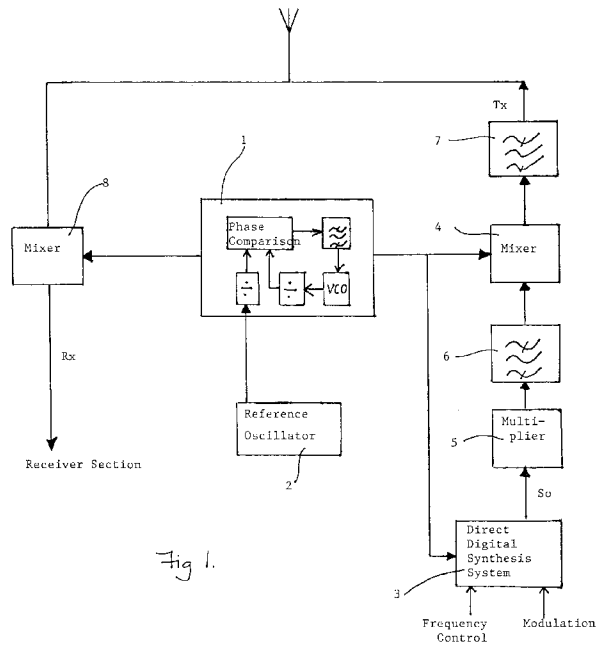 Tx
7
1
8
4
Mixer
Phase
Comparison
Mixer
÷
÷
VCO
Rx
6
Reference
Oscillator
2
Multi-
plier
5
Receiver Section
So
Direct
Digital
Synthesis
System
3
Fig 1.
Frequency
Control
Modulation